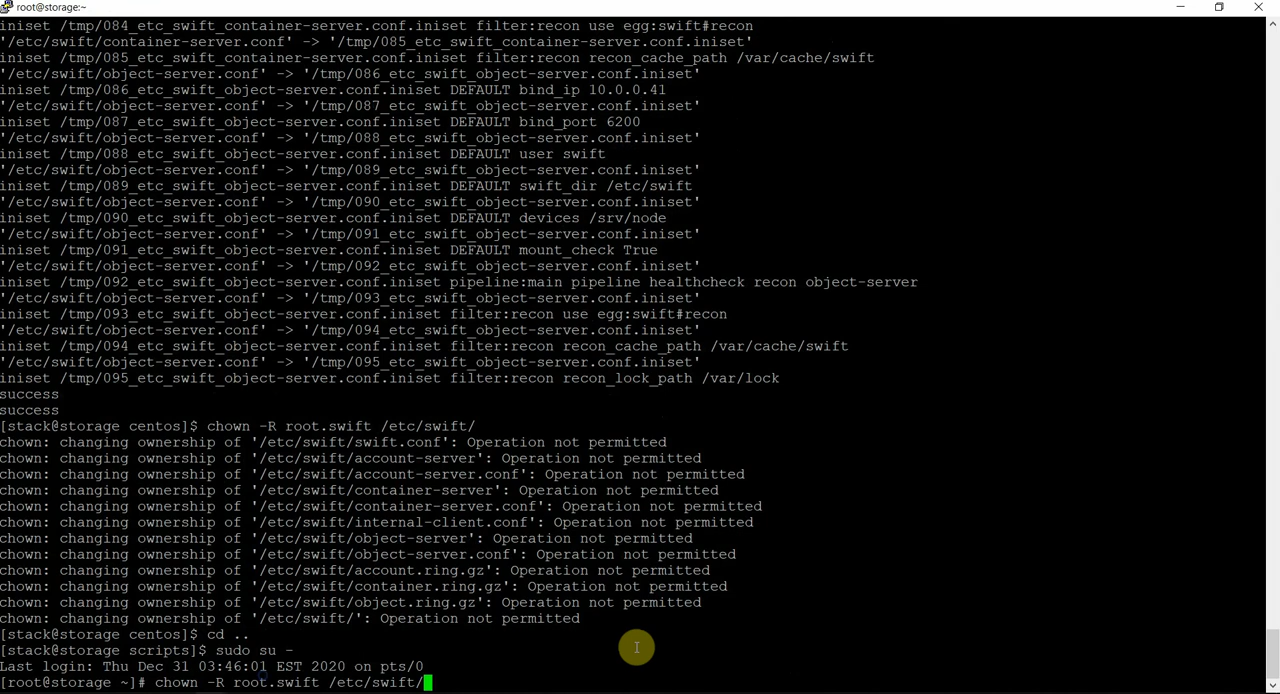 root@storage:~
iniset /tmp/084_etc_swift_container-server.conf.iniset filter:recon use egg:swift#recon
'/etc/swift/container-server.conf' -> '/tmp/085_etc_swift_container-server.conf.iniset'
iniset /tmp/085_etc_swift_container-server.conf.iniset filter:recon recon_cache_path /var/cache/swift
'/etc/swift/object-server.conf' -> '/tmp/086_etc_swift_object-server.conf.iniset'
iniset /tmp/086_etc_swift_object-server.conf.iniset DEFAULT bind_ip 10.0.0.41
'/etc/swift/object-server.conf' -> '/tmp/087_etc_swift_object-server.conf.iniset'
iniset /tmp/087_etc_swift_object-server.conf.iniset DEFAULT bind_port 6200
'/etc/swift/object-server.conf' -> '/tmp/088_etc_swift_object-server.conf.iniset'
iniset /tmp/088_etc_swift_object-server.conf.iniset DEFAULT user swift
'/etc/swift/object-server.conf' -> '/tmp/089_etc_swift_object-server.conf.iniset'
iniset /tmp/089_etc_swift_object-server.conf.iniset DEFAULT swift_dir /etc/swift
'/etc/swift/object-server.conf' -> '/tmp/090_etc_swift_object-server.conf.iniset'
iniset /tmp/090_etc_swift_object-server.conf.iniset DEFAULT devices /srv/node
'/etc/swift/object-server.conf' -> '/tmp/091_etc_swift_object-server.conf.iniset'
iniset /tmp/091_etc_swift_object-server.conf.iniset DEFAULT mount_check True
'/etc/swift/object-server.conf' -> '/tmp/092_etc_swift_object-server.conf.iniset'
iniset /tmp/092_etc_swift_object-server.conf.iniset pipeline:main pipeline healthcheck recon object-server
'/etc/swift/object-server.conf' -> '/tmp/093_etc_swift_object-server.conf.iniset'
iniset /tmp/093_etc_swift_object-server.conf.iniset filter:recon use egg:swift#recon
'/etc/swift/object-server.conf' -> '/tmp/094_etc_swift_object-server.conf.iniset'
iniset /tmp/094_etc_swift_object-server.conf.iniset filter:recon recon_cache_path /var/cache/swift
'/etc/swift/object-server.conf' -> '/tmp/095_etc_swift_object-server.conf.iniset'
iniset /tmp/095_etc_swift_object-server.conf.iniset filter:recon recon_lock_path /var/lock
success
success
[stack@storage centos]$ chown -R root.swift /etc/swift/
chown: changing ownership of '/etc/swift/swift.conf': Operation not permitted
chown: changing ownership of '/etc/swift/account-server': Operation not permitted
chown: changing ownership of '/etc/swift/account-server.conf': Operation not permitted
chown: changing ownership of '/etc/swift/container-server': Operation not permitted
chown: changing ownership of '/etc/swift/container-server.conf': Operation not permitted
chown: changing ownership of '/etc/swift/internal-client.conf': Operation not permitted
chown: changing ownership of '/etc/swift/object-server': Operation not permitted
chown: changing ownership of '/etc/swift/object-server.conf': Operation not permitted
chown: changing ownership of '/etc/swift/account.ring.gz': Operation not permitted
chown: changing ownership of '/etc/swift/container.ring.gz': Operation not permitted
chown: changing ownership of '/etc/swift/object.ring.gz': Operation not permitted
chown: changing ownership of '/etc/swift/': Operation not permitted
[stack@storage centos]$ cd ..
[stack@storage scripts]$ sudo su -
Last login: Thu Dec 31 03:46:01 EST 2020 on pts/0
[root@storage ~]# chown -R root.swift /etc/swift/